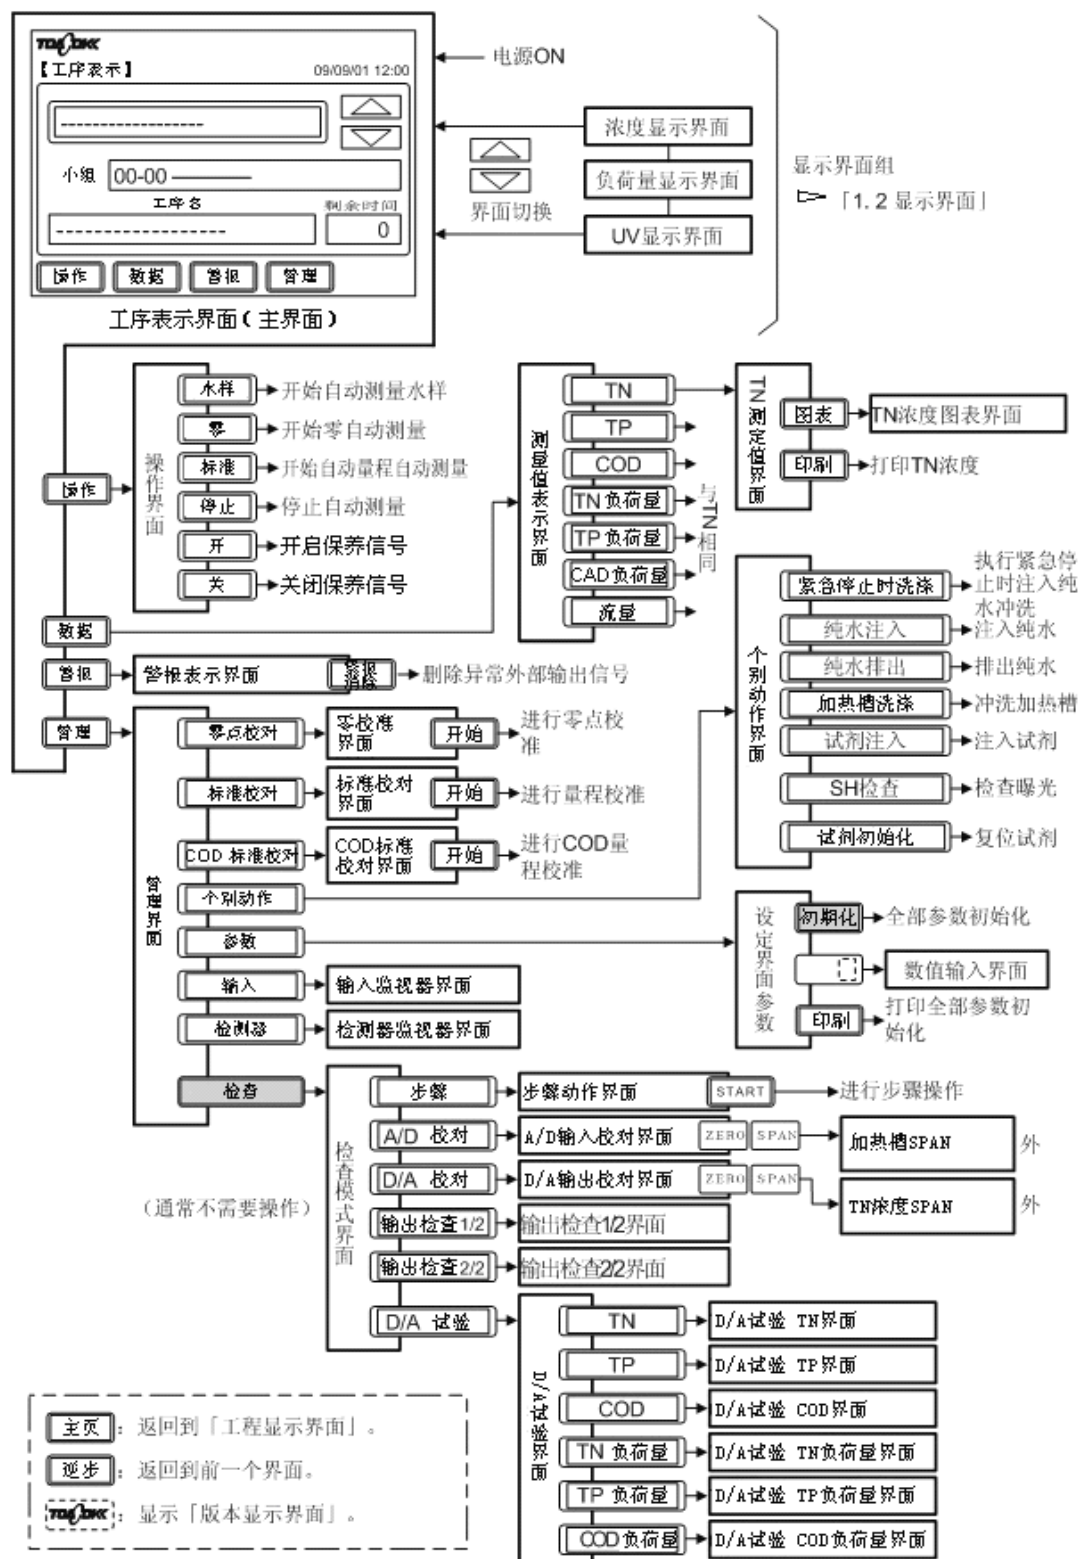 TOADKK
电源ON
【工序表示】
09/09/01 12:00
小组
00-00
工序名
剩余时间
0
操作
数据
警报
管理
工序表示界面(主界面)
浓度显示界面
负荷量显示界面
UV显示界面
界面切换
显示界面组
「1. 2 显示界面」
操作
操作界面
水样
开始自动测量水样
零
开始零自动测量
标准
开始自动量程自动测量
停止
停止自动测量
开
开启保养信号
关
关闭保养信号
数据
测量值表示界面
TN
TP
COD
TN 负荷量
TP 负荷量
CAD 负荷量
流量
与TN相同
TN测定值界面
图表
TN浓度图表界面
印刷
打印TN浓度
警报
警报表示界面
警报
消除
删除异常外部输出信号
管理
管理界面
零点校对
零校准
界面
开始
进行零点校
准
标准校对
标准校对
界面
开始
进行量程校准
COD 标准校对
COD标准
校对界面
开始
进行COD量
程校准
个别动作
参数
输入
输入监视器界面
检测器
检测器监视器界面
检查
个别动作界面
紧急停止时洗涤
执行紧急停
止时注入纯
水冲洗
纯水注入
注入纯水
纯水排出
排出纯水
加热槽洗涤
冲洗加热槽
试剂注入
注入试剂
SH检查
检查曝光
试剂初始化
复位试剂
设定界面参数
初期化
全部参数初始化
数值输入界面
印刷
打印全部参数初
始化
(通常不需要操作)
检查模式界面
步骤
步骤动作界面
START
进行步骤操作
A/D 校对
A/D输入校对界面
ZERO
SPAN
加热槽SPAN
外
D/A 校对
D/A输出校对界面
ZERO
SPAN
TN浓度SPAN
外
输出检查1/2
输出检查1/2界面
输出检查2/2
输出检查2/2界面
D/A 试验
D/A试验界面
TN
D/A试验 TN界面
TP
D/A试验 TP界面
COD
D/A试验 COD界面
TN 负荷量
D/A试验 TN负荷量界面
TP 负荷量
D/A试验 TP负荷量界面
COD 负荷量
D/A试验 COD负荷量界面
主页：返回到「工程显示界面」。
逆步：返回到前一个界面。
TOADKK：显示「版本显示界面」。